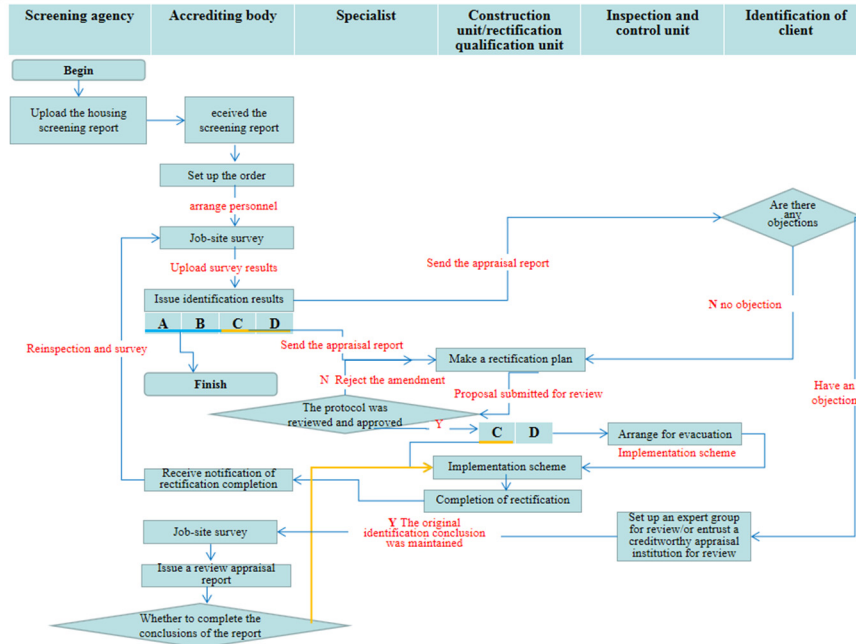 Screening agency
Accrediting body
Specialist
Construction
unit/rectification
qualification unit
Inspection and
control unit
Identification of
client
Begin
Upload the housing
screening report
eceived the
screening report
Set up the order
arrange personnel
Job-site survey
Upload survey results
Issue identification results
A B C D
Send the appraisal report
Are there
any
objections
N no objection
Have an
objection
Reinspection and survey
Send the appraisal report
Finish
N Reject the amendment
Make a rectification plan
Proposal submitted for review
The protocol was
reviewed and approved
Y
C D
Arrange for evacuation
Implementation scheme
Implementation scheme
Receive notification of
rectification completion
Completion of rectification
Job-site survey
Y The original
identification conclusion
was maintained
Set up an expert group
for review/or entrust a
creditworthy appraisal
institution for review
Issue a review appraisal
report
Whether to complete the
conclusions of the report